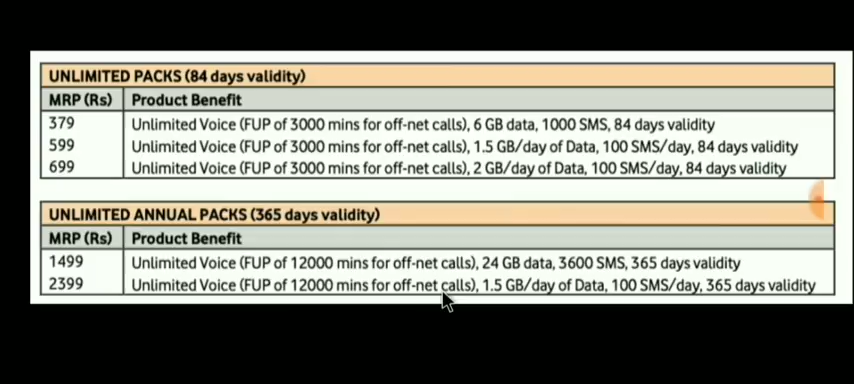 UNLIMITED PACKS (84 days validity)
MRP (Rs) Product Benefit
379 Unlimited Voice (FUP of 3000 mins for off-net calls), 6 GB data, 1000 SMS, 84 days validity
599 Unlimited Voice (FUP of 3000 mins for off-net calls), 1.5 GB/day of Data, 100 SMS/day, 84 days validity
699 Unlimited Voice (FUP of 3000 mins for off-net calls), 2 GB/day of Data, 100 SMS/day, 84 days validity
UNLIMITED ANNUAL PACKS (365 days validity)
MRP (Rs) Product Benefit
1499 Unlimited Voice (FUP of 12000 mins for off-net calls), 24 GB data, 3600 SMS, 365 days validity
2399 Unlimited Voice (FUP of 12000 mins for off-net calls), 1.5 GB/day of Data, 100 SMS/day, 365 days validity